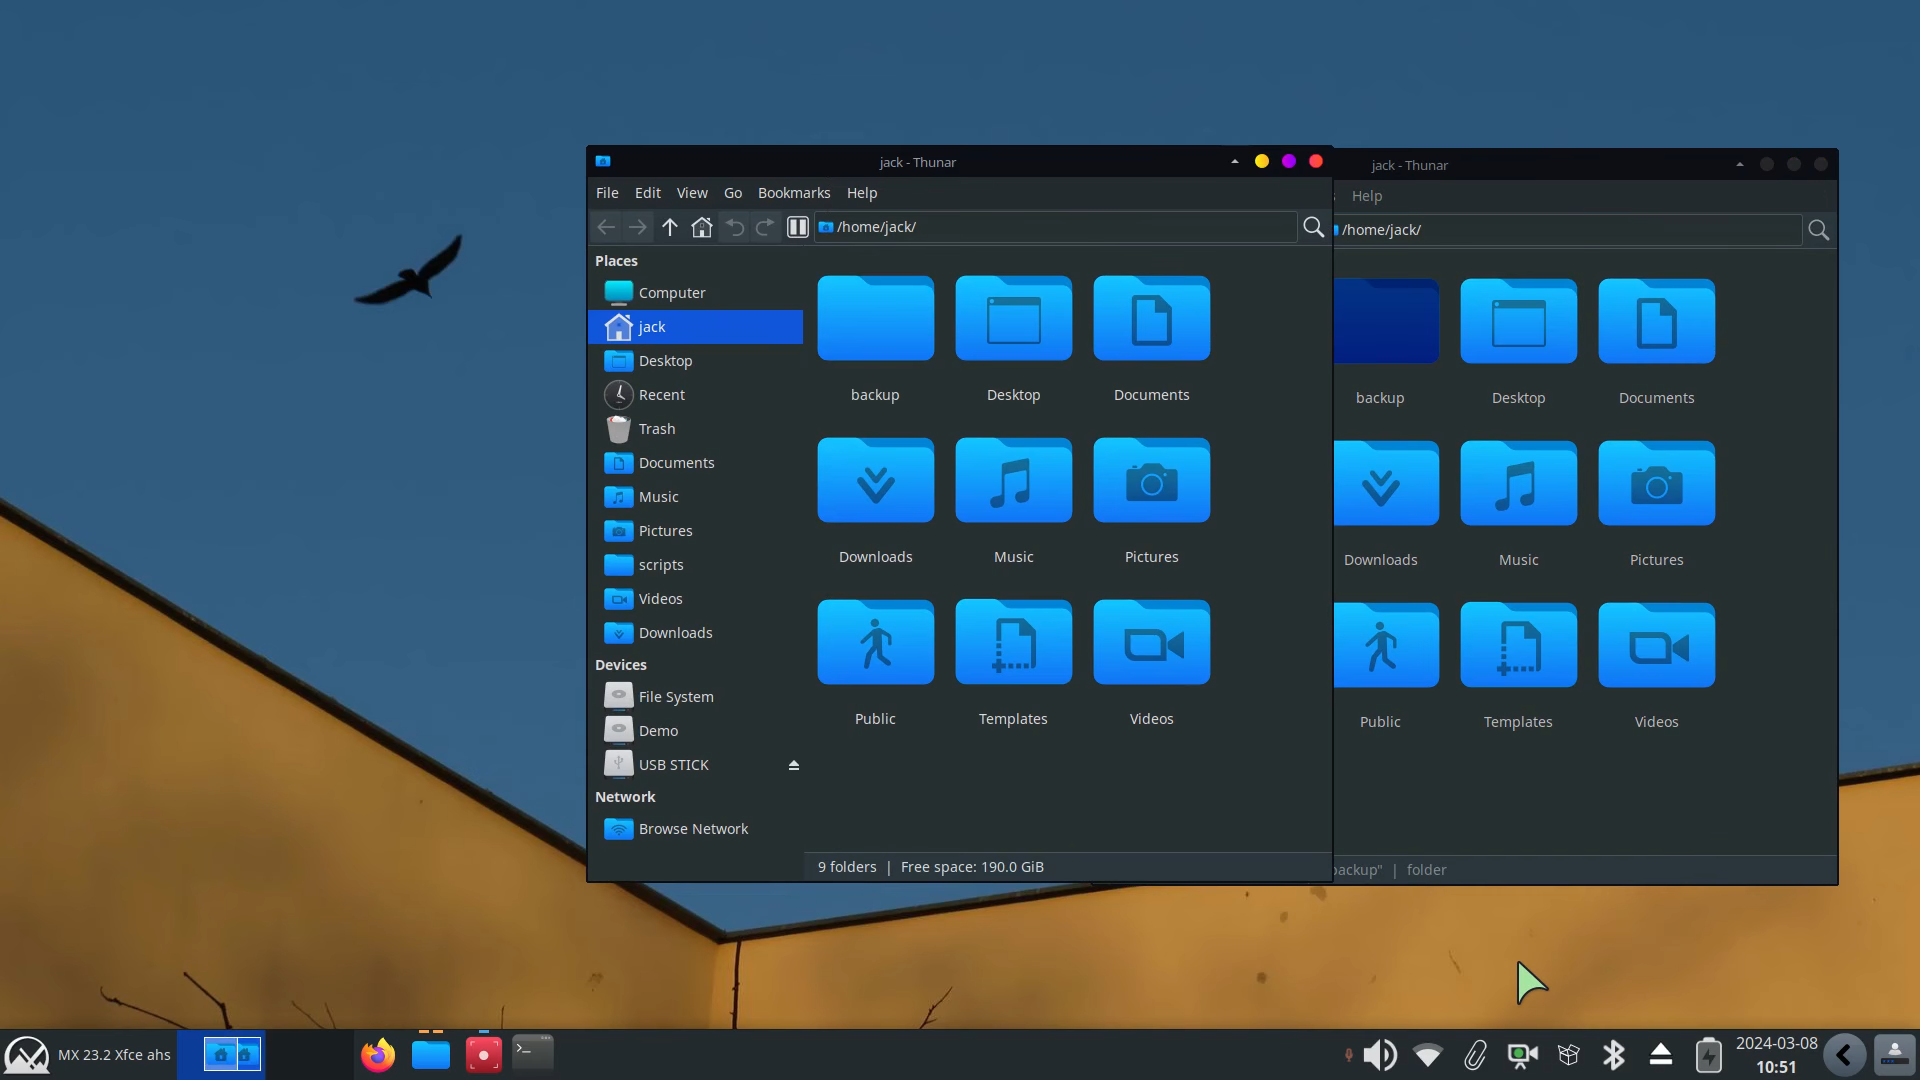 jack - Thunar
File Edit View Go Bookmarks Help
/home/jack/
Places
Computer
jack
Desktop
Recent
Trash
Documents
Music
Pictures
scripts
Videos
Downloads
Devices
File System
Demo
USB STICK
Network
Browse Network
backup Desktop Documents
Downloads Music Pictures
Public Templates Videos
9 folders | Free space: 190.0 GiB
jack - Thunar
Help
/home/jack/
backup Desktop Documents
Downloads Music Pictures
Public Templates Videos
backup" | folder
MX 23.2 Xfce ahs
2024-03-08
10:51